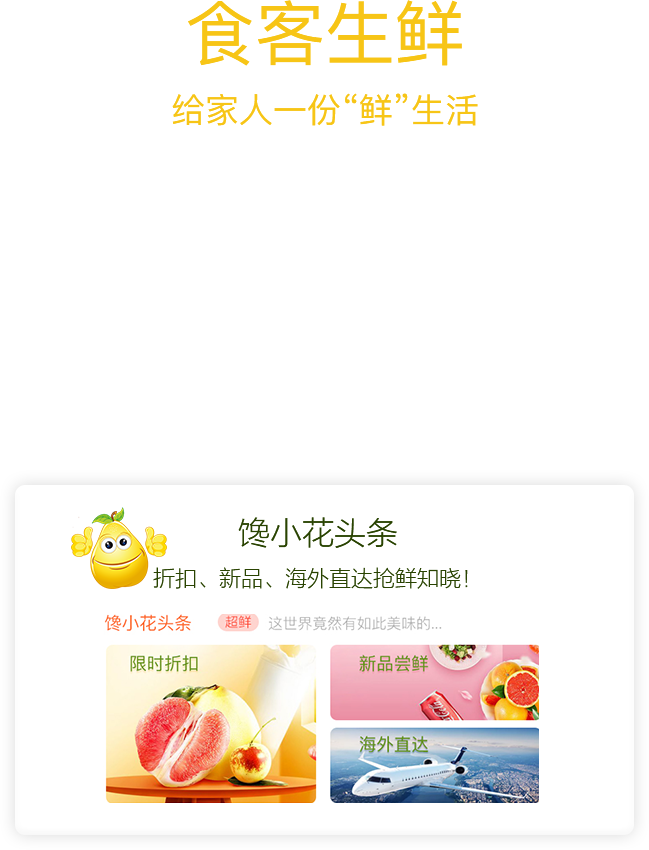 食客生鲜
给家人一份“鲜”生活
馋小花头条
折扣、新品、海外直达抢鲜知晓！
馋小花头条 超鲜 这世界竟然有如此美味的...
限时折扣
新品尝鲜
海外直达